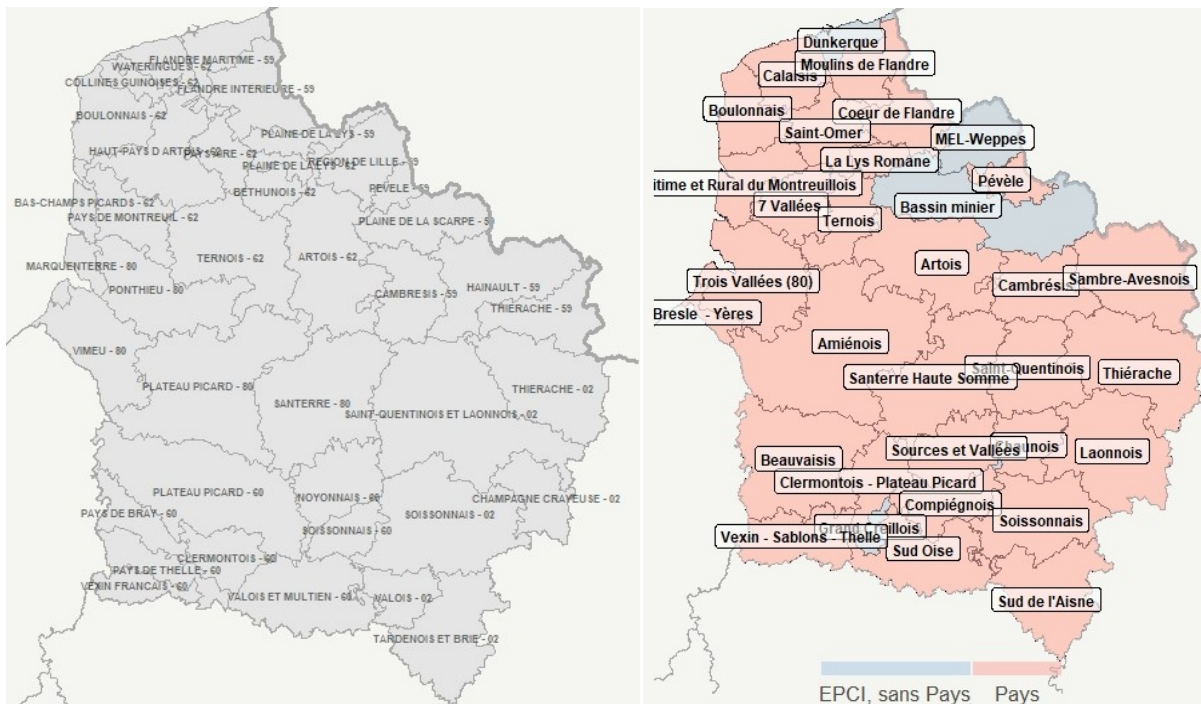 FLANDRE MARITIME - 59
WATERINGUES - 62
COLLINES GUINOISES - 62
FLANDRE INTERIEURE - 59
BOULONNAIS - 62
PLAINE DE LA LYS - 59
HAUT-PAYS D'ARTOIS - 62
PAYS D'AIRE - 62
REGION DE LILLE - 59
PLAINE DE LA LYS - 62
BETHUNOIS - 62
PEVELE - 59
BAS-CHAMPS PICARDS - 62
PAYS DE MONTREUIL - 62
PLAINE DE LA SCARPE - 59
TERNOIS - 62
ARTOIS - 62
MARQUENTERRE - 80
PONTHIEU - 80
CAMBRESIS - 59
HAINAULT - 59
THIERACHE - 59
VIMEU - 80
PLATEAU PICARD - 80
SANTERRE - 80
THIERACHE - 02
SAINT-QUENTINOIS ET LAONNOIS - 02
PLATEAU PICARD - 60
NOYONNAIS - 60
CHAMPAGNE CRAYEUSE - 02
PAYS DE BRAY - 60
SOISSONNAIS - 02
SOISSONNAIS - 60
CLERMONTOIS - 60
PAYS DE THELLE - 60
VEXIN FRANCAIS - 60
VALOIS ET MULTIEN - 60
VALOIS - 02
TARDENOIS ET BRIE - 02
Dunkerque
Moulins de Flandre
Calaisis
Boulonnais
Coeur de Flandre
Saint-Omer
MEL-Weppes
La Lys Romane
itime et Rural du Montreuillois
Pévèle
7 Vallées
Bassin minier
Ternois
Artois
Trois Vallées (80)
Cambrésis
Sambre-Avesnois
Bresle - Yères
Amiénois
Saint-Quentinois
Santerre Haute Somme
Thiérache
Sources et Vallées
Chaunois
Beauvaisis
Laonnois
Clermontois - Plateau Picard
Compiégnois
Grand Creillois
Soissonnais
Vexin - Sablons - Thelle
Sud Oise
Sud de l'Aisne
EPCI, sans Pays
Pays